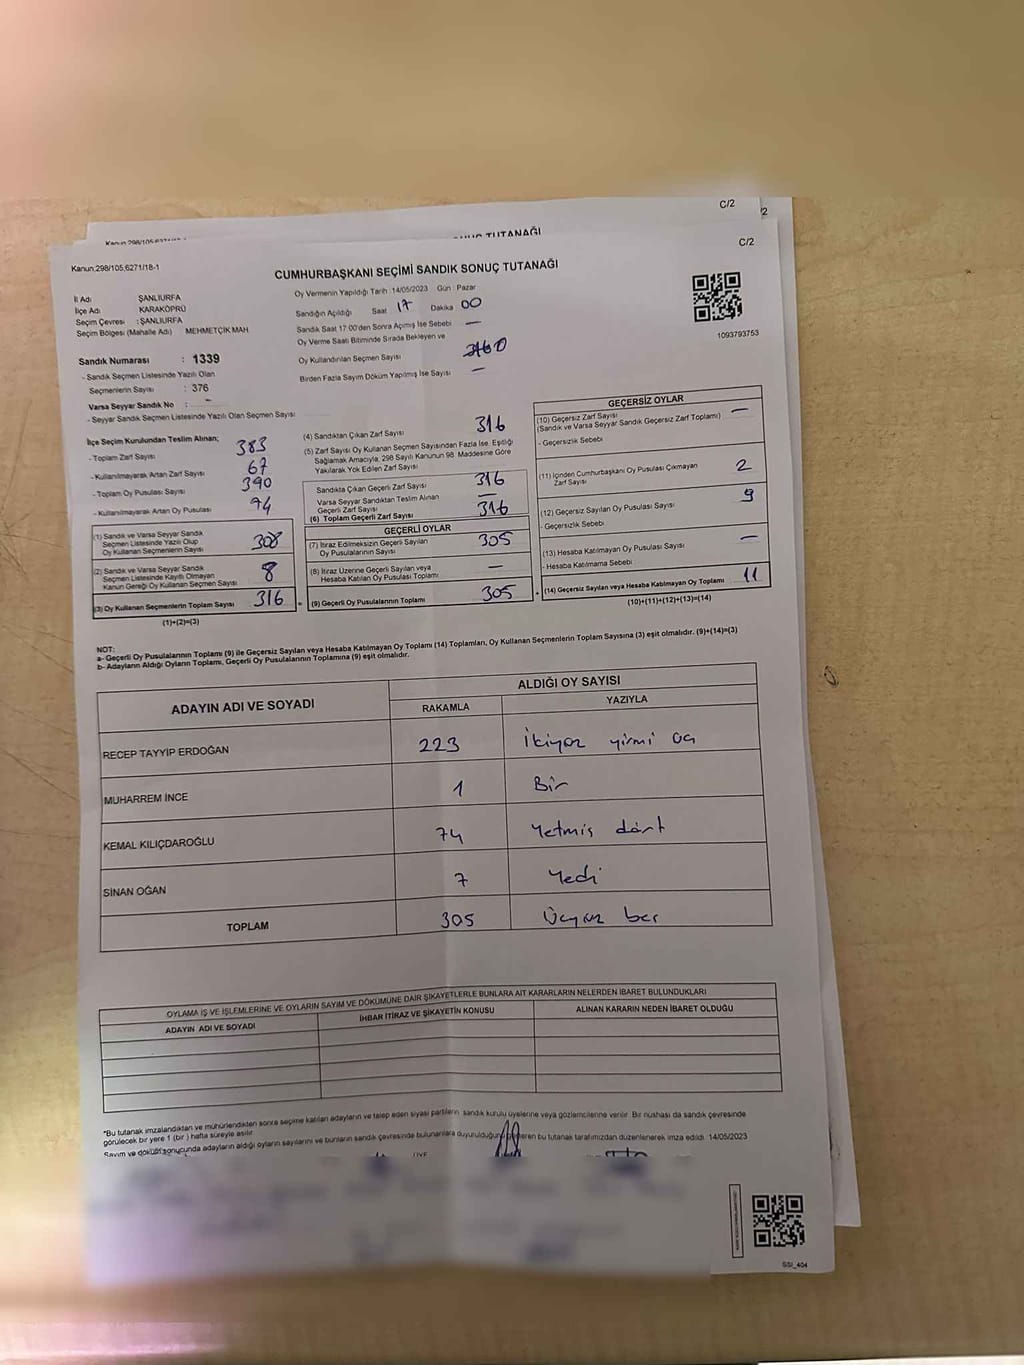 C/2
/2
Kanun,298/105,6271/18-1
C/2
CUMHURBAŞKANI SEÇİMİ SANDIK SONUÇ TUTANAĞI
İl Adı ŞANLIURFA
İlçe Adı KARAKÖPRÜ
Seçim Çevresi : ŞANLIURFA
Seçim Bölgesi (Mahalle Adı) MEHMETÇİK MAH
Oy Vermenin Yapıldığı Tarih :14/05/2023 Gün : Pazar
Sandığın Açıldığı Saat 17 Dakika 00
Sandık Saat 17:00'den Sonra Açımış İse Sebebi —
Oy Verme Saati Bitiminde Sırada Bekleyen ve
Oy Kullandırılan Seçmen Sayısı
Birden Fazla Sayım Döküm Yapılmış İse Sayısı —
1093793753
Sandık Numarası : 1339
- Sandık Seçmen Listesinde Yazılı Olan
Seçmenlerin Sayısı : 376
Varsa Seyyar Sandık No : -
- Seyyar Sandık Seçmen Listesinde Yazılı Olan Seçmen Sayısı
İlçe Seçim Kurulundan Teslim Alınan;
- Toplam Zarf Sayısı 383
- Kullanılmayarak Artan Zarf Sayısı 67
- Toplam Oy Pusulası Sayısı 390
- Kullanılmayarak Artan Oy Pusulası 74
(1) Sandık ve Varsa Seyyar Sandık
Seçmen Listesinde Yazılı Olup
Oy Kullanan Seçmenlerin Sayısı 308
(2) Sandık ve Varsa Seyyar Sandık
Seçmen Listesinde Kayıtlı Olmayan
Kanun Gereği Oy Kullanan Seçmen Sayısı 8
(3) Oy Kullanan Seçmenlerin Toplam Sayısı 316
(1)+(2)=(3)
(4) Sandıktan Çıkan Zarf Sayısı 316
(5) Zarf Sayısı Oy Kullanan Seçmen Sayısından Fazla İse, Eşitliği
Sağlamak Amacıyla, 298 Sayılı Kanunun 98. Maddesine Göre
Yakılarak Yok Edilen Zarf Sayısı
Sandıkta Çıkan Geçerli Zarf Sayısı 316
Varsa Seyyar Sandıktan Teslim Alınan
Geçerli Zarf Sayısı —
(6) Toplam Geçerli Zarf Sayısı 316
GEÇERLİ OYLAR
(7) İtiraz Edilmeksizin Geçerli Sayılan
Oy Pusulalarının Sayısı 305
(8) İtiraz Üzerine Geçerli Sayılan veya
Hesaba Katılan Oy Pusulası Toplamı —
= (9) Geçerli Oy Pusulalarının Toplamı 305
GEÇERSİZ OYLAR
(10) Geçersiz Zarf Sayısı
(Sandık ve Varsa Seyyar Sandık Geçersiz Zarf Toplamı) —
- Geçersizlik Sebebi
(11) İçinden Cumhurbaşkanı Oy Pusulası Çıkmayan
Zarf Sayısı 2
(12) Geçersiz Sayılan Oy Pusulası Sayısı 9
- Geçersizlik Sebebi
(13) Hesaba Katılmayan Oy Pusulası Sayısı —
- Hesaba Katılmama Sebebi
+ (14) Geçersiz Sayılan veya Hesaba Katılmayan Oy Toplamı 11
(10)+(11)+(12)+(13)=(14)
NOT:
a- Geçerli Oy Pusulalarının Toplamı (9) ile Geçersiz Sayılan veya Hesaba Katılmayan Oy Toplamı (14) Toplamları, Oy Kullanan Seçmenlerin Toplam Sayısına (3) eşit olmalıdır. (9)+(14)=(3)
b- Adayların Aldığı Oyların Toplamı, Geçerli Oy Pusulalarının Toplamına (9) eşit olmalıdır.
ADAYIN ADI VE SOYADI ALDIĞI OY SAYISI
RAKAMLA YAZIYLA
RECEP TAYYİP ERDOĞAN 223 İkiyüz yirmi üç
MUHARREM İNCE 1 Bir
KEMAL KILIÇDAROĞLU 74 Yetmiş dört
SİNAN OĞAN 7 Yedi
TOPLAM 305 Üçyüz beş
OYLAMA İŞ VE İŞLEMLERİNE VE OYLARIN SAYIM VE DÖKÜMÜNE DAİR ŞİKAYETLERLE BUNLARA AİT KARARLARIN NELERDEN İBARET BULUNDUKLARI
ADAYIN ADI VE SOYADI İHBAR İTİRAZ VE ŞİKAYETİN KONUSU ALINAN KARARIN NEDEN İBARET OLDUĞU
*Bu tutanak imzalandıktan ve mühürlendikten sonra seçime katılan adayların ve talep eden siyasi partilerin sandık kurulu üyelerine veya gözlemcilerine verilir. Bir nüshası da sandık çevresinde
görülecek bir yere 1 (bir) hafta süreyle asılır.
Sayım ve döküm sonucunda adayların aldığı oyların sayılarını ve bunların sandık çevresinde bulunanlara duyurulduğunu bu tutanak tarafımızdan düzenlenerek imza edildi. 14/05/2023
SSI_404